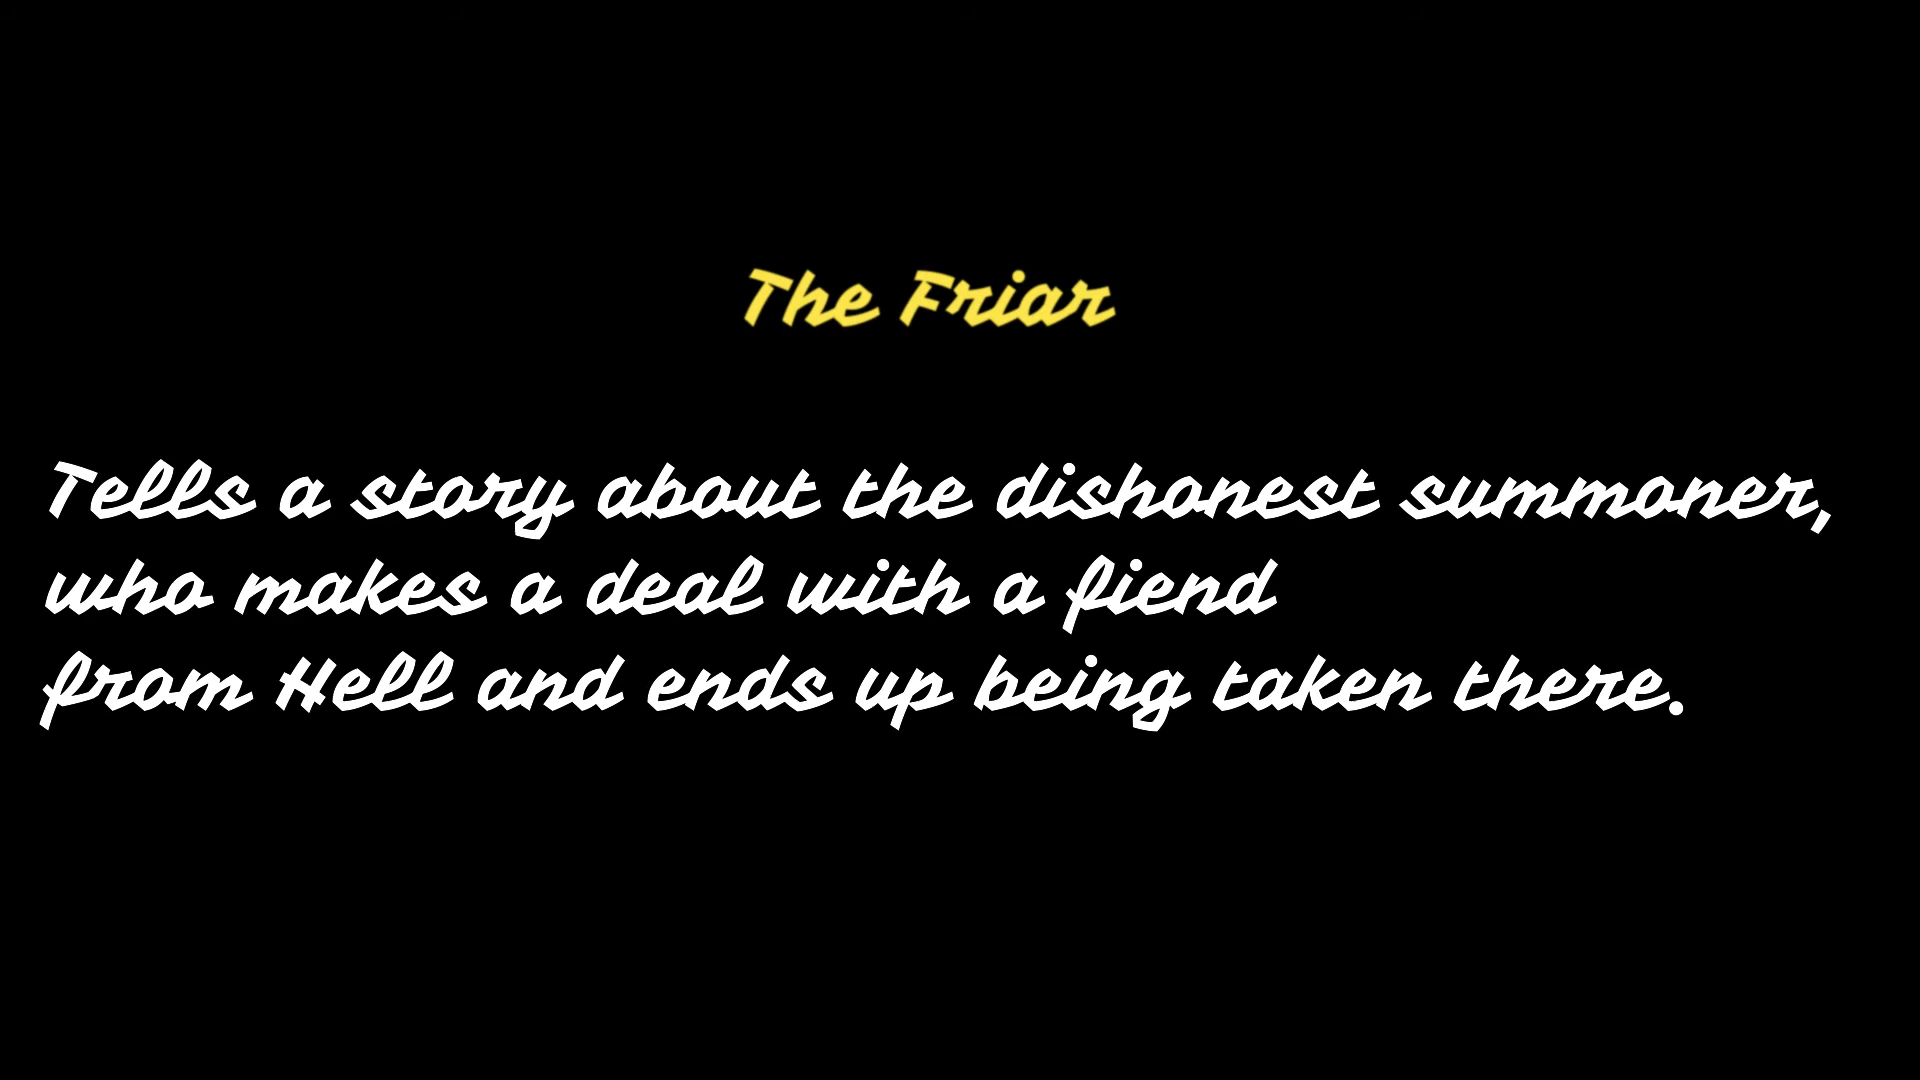 The Friar
Tells a story about the dishonest summoner,
who makes a deal with a fiend
from Hell and ends up being taken there.